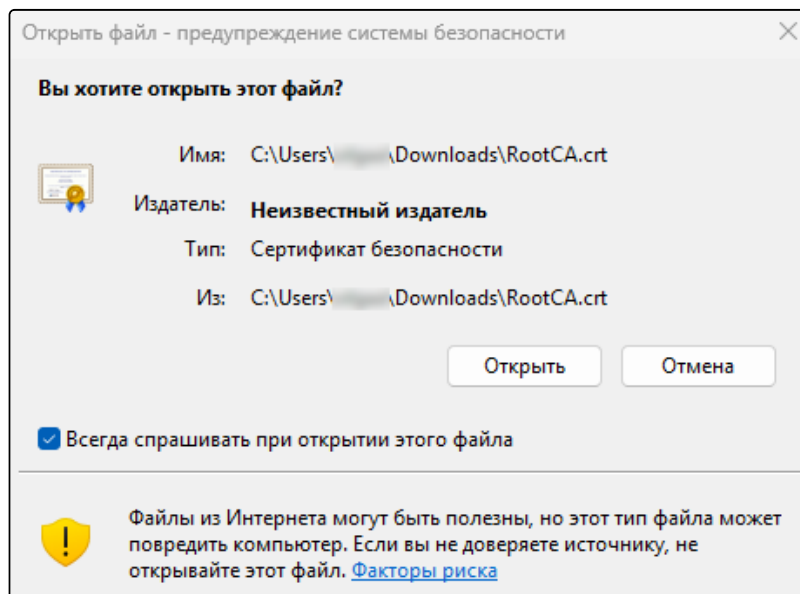 Открыть файл - предупреждение системы безопасности
Вы хотите открыть этот файл?
Имя: C:\Users\ \Downloads\RootCA.crt
Издатель: Неизвестный издатель
Тип: Сертификат безопасности
Из: C:\Users\ \Downloads\RootCA.crt
Открыть Отмена
Всегда спрашивать при открытии этого файла
Файлы из Интернета могут быть полезны, но этот тип файла может
повредить компьютер. Если вы не доверяете источнику, не
открывайте этот файл. Факторы риска